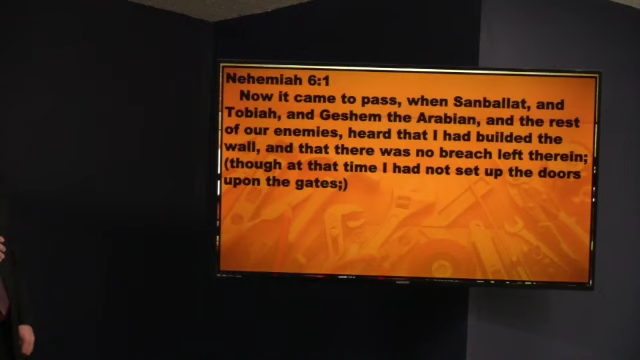 Nehemiah 6:1
Now it came to pass, when Sanballat, and
Tobiah, and Geshem the Arabian, and the rest
of our enemies, heard that I had builded the
wall, and that there was no breach left therein;
(though at that time I had not set up the doors
upon the gates;)